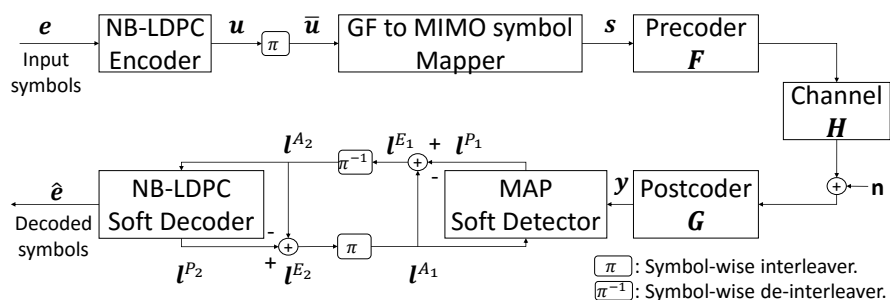 e
Input symbols
NB-LDPC Encoder
u
π
ū
GF to MIMO symbol Mapper
s
Precoder
F
Channel
H
+
n
Postcoder
G
y
MAP Soft Detector
l^{P_1}
+
-
+
l^{E_1}
π^{-1}
l^{A_2}
NB-LDPC Soft Decoder
ê
Decoded symbols
l^{P_2}
-
+
+
l^{E_2}
π
l^{A_1}
π : Symbol-wise interleaver.
π^{-1} : Symbol-wise de-interleaver.